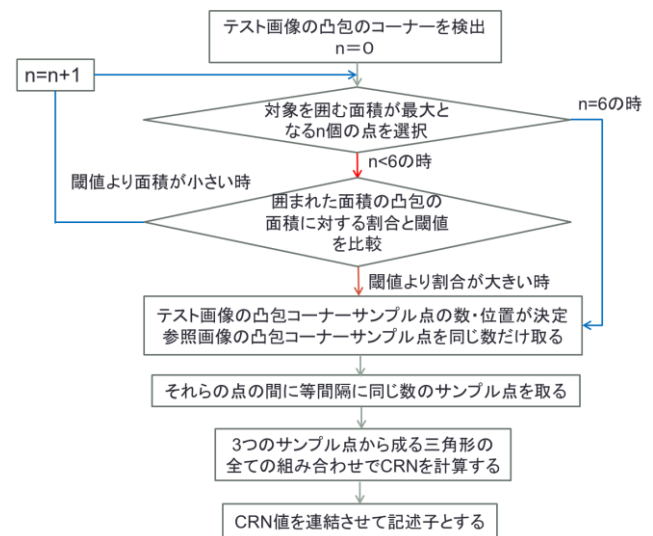 テスト画像の凸包のコーナーを検出
n=0
n=n+1
対象を囲む面積が最大と
なるn個の点を選択
n=6の時
n<6の時
閾値より面積が小さい時
囲まれた面積の凸包の
面積に対する割合と閾値
を比較
閾値より割合が大きい時
テスト画像の凸包コーナーサンプル点の数・位置が決定
参照画像の凸包コーナーサンプル点を同じ数だけ取る
それらの点の間に等間隔に同じ数のサンプル点を取る
3つのサンプル点から成る三角形の
全ての組み合わせでCRNを計算する
CRN値を連結させて記述子とする